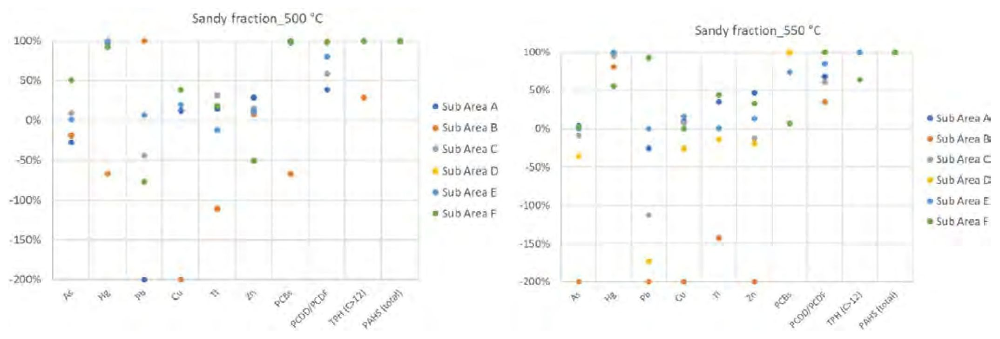 Sandy fraction_500 °C
100%
50%
0%
-50%
-100%
-150%
-200%
As
Hg
Pb
Cu
Tl
Zn
PCBs
PCDD/PCDF
TPH (C>12)
PAHS (total)
Sub Area A
Sub Area B
Sub Area C
Sub Area D
Sub Area E
Sub Area F
Sandy fraction_550 °C
100%
50%
0%
-50%
-100%
-150%
-200%
As
Hg
Pb
Cu
Tl
Zn
PCBs
PCDD/PCDF
TPH (C>12)
PAHS (total)
Sub Area A
Sub Area B
Sub Area C
Sub Area D
Sub Area E
Sub Area F